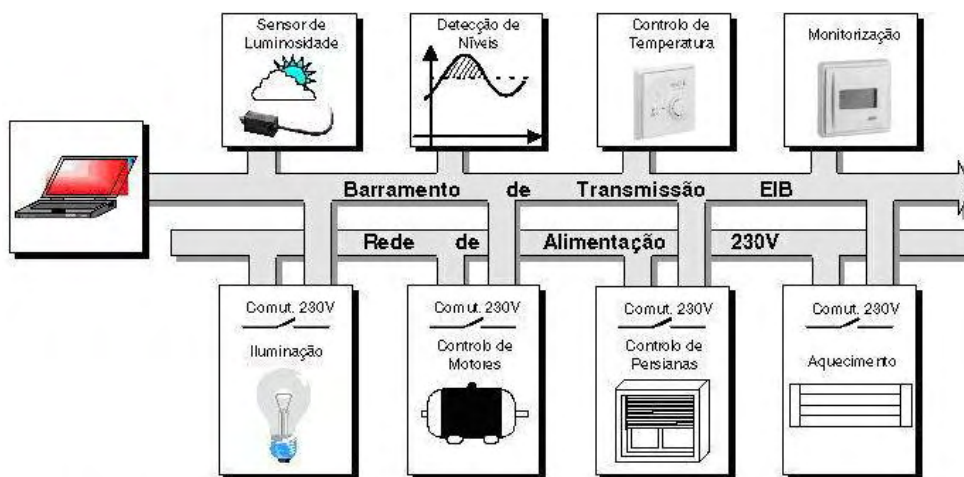 Sensor de
Luminosidade
Detecção de
Níveis
Controlo de
Temperatura
Monitorização
Barramento de Transmissão EIB
Rede de Alimentação 230V
Comut. 230V
Iluminação
Comut. 230V
Controlo de
Motores
Comut. 230V
Controlo de
Persianas
Comut. 230V
Aquecimento